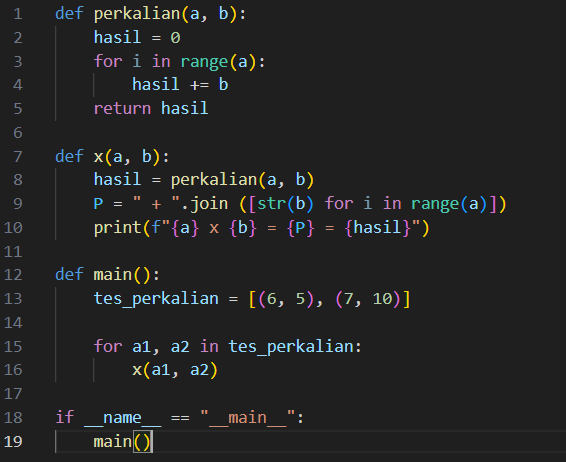 1 def perkalian(a, b):
2     hasil = 0
3     for i in range(a):
4         hasil += b
5     return hasil
6
7 def x(a, b):
8     hasil = perkalian(a, b)
9     P = " + ".join ([str(b) for i in range(a)])
10     print(f"{a} x {b} = {P} = {hasil}")
11
12 def main():
13     tes_perkalian = [(6, 5), (7, 10)]
14
15     for a1, a2 in tes_perkalian:
16         x(a1, a2)
17
18 if __name__ == "__main__":
19     main()